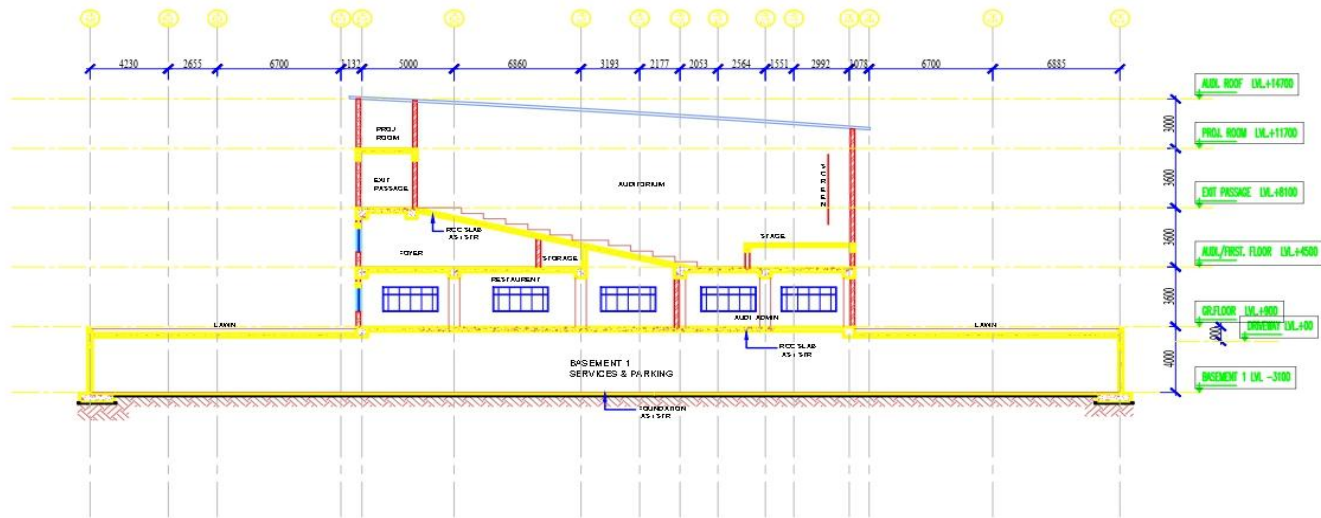 4230 2655 6700 1132 5000 6860 3193 2177 2053 2564 1551 2992 1078 6700 6885
AUDI. ROOF LVL.+14700
3000
PROJ.
ROOM
PROJ. ROOM LVL.+11700
3600
EXIT
PASSAGE
AUDITORIUM
SCREEN
EXIT PASSAGE LVL.+8100
RCC SLAB
AS / STR
STAGE
3600
FOYER
STORAGE
AUDI./FIRST. FLOOR LVL.+4500
RESTAURENT
3600
AUDI ADMIN
GR.FLOOR LVL.+900
LAWN
LAWN
900
DRIVEWAY LVL.+00
RCC SLAB
AS / STR
4000
BASEMENT 1
SERVICES & PARKING
BASEMENT 1 LVL -3100
FOUNDATION
AS / STR